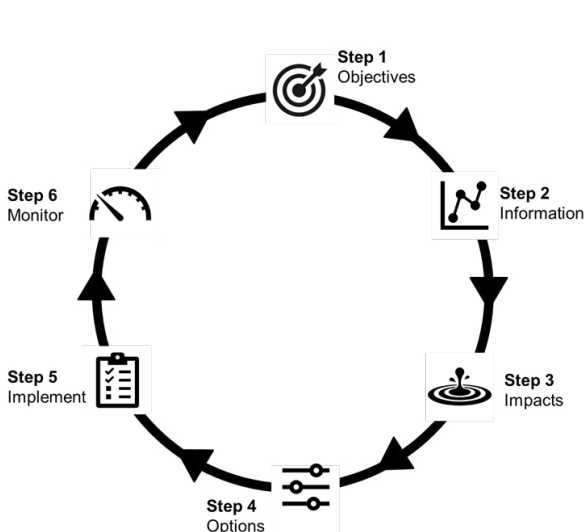 Step 1
Objectives
Step 2
Information
Step 3
Impacts
Step 4
Options
Step 5
Implement
Step 6
Monitor